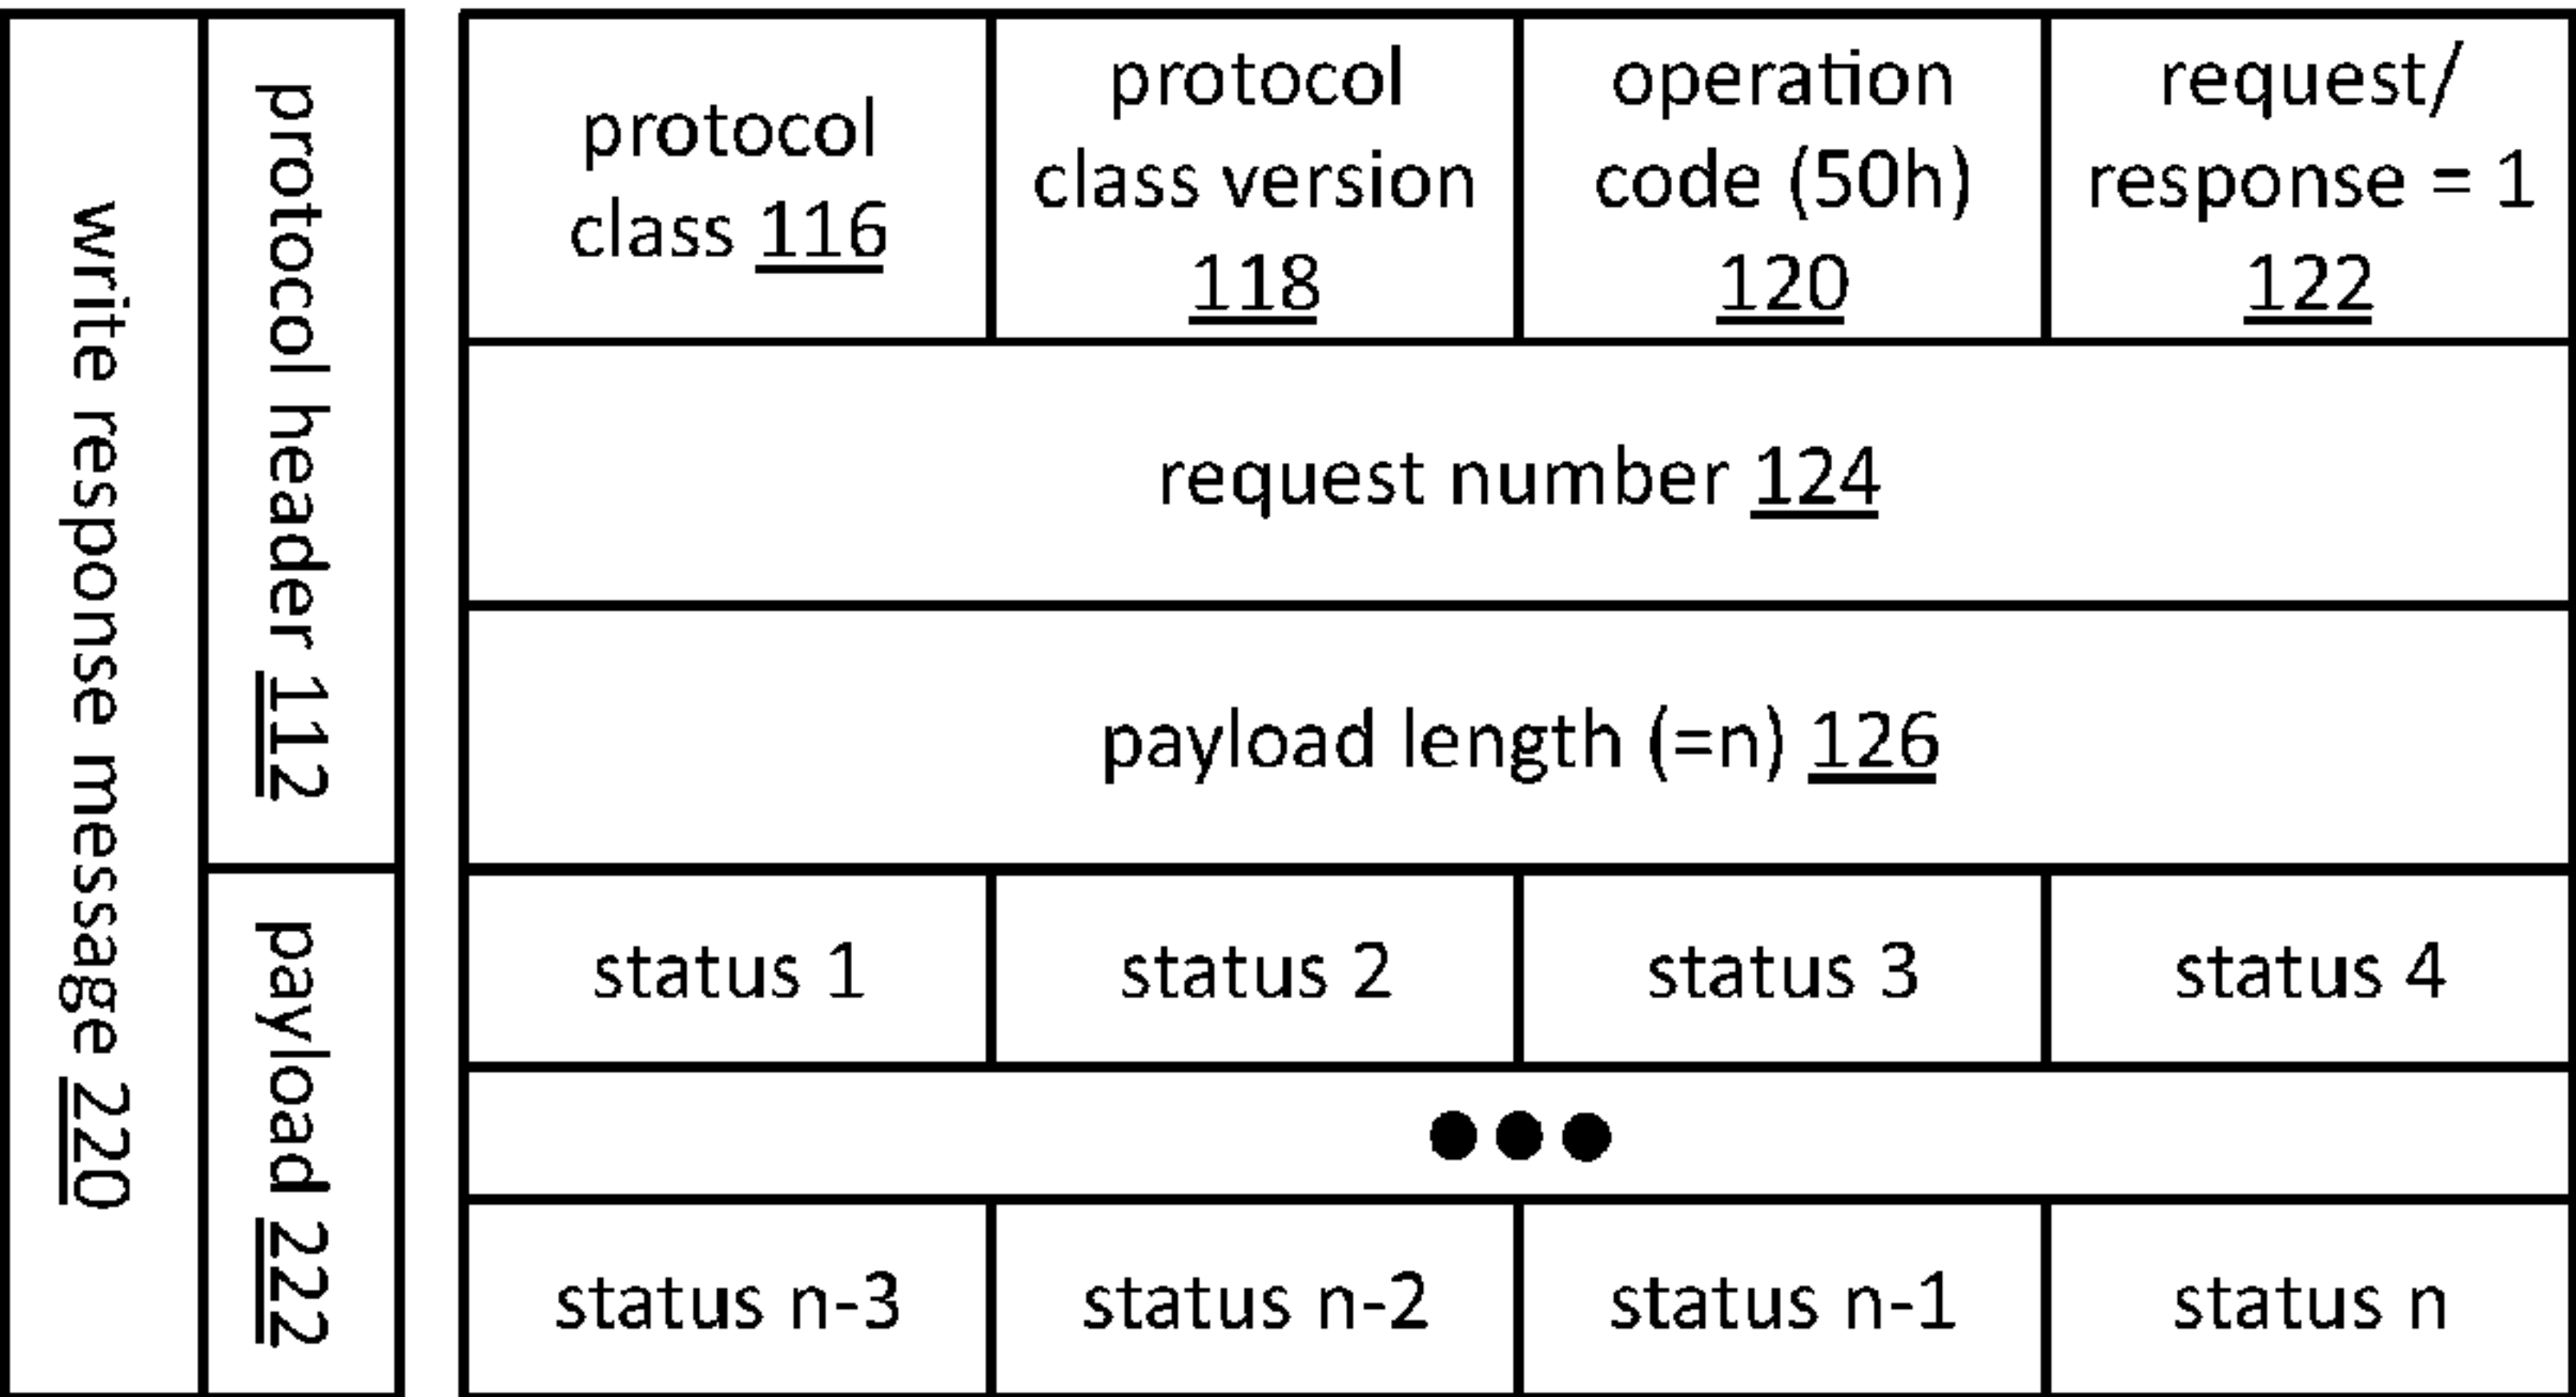 write response message 220
protocol header 112
payload 222
protocol
class 116
protocol
class version
118
operation
code (50h)
120
request/
response = 1
122
request number 124
payload length (=n) 126
status 1
status 2
status 3
status 4
status n-3
status n-2
status n-1
status n